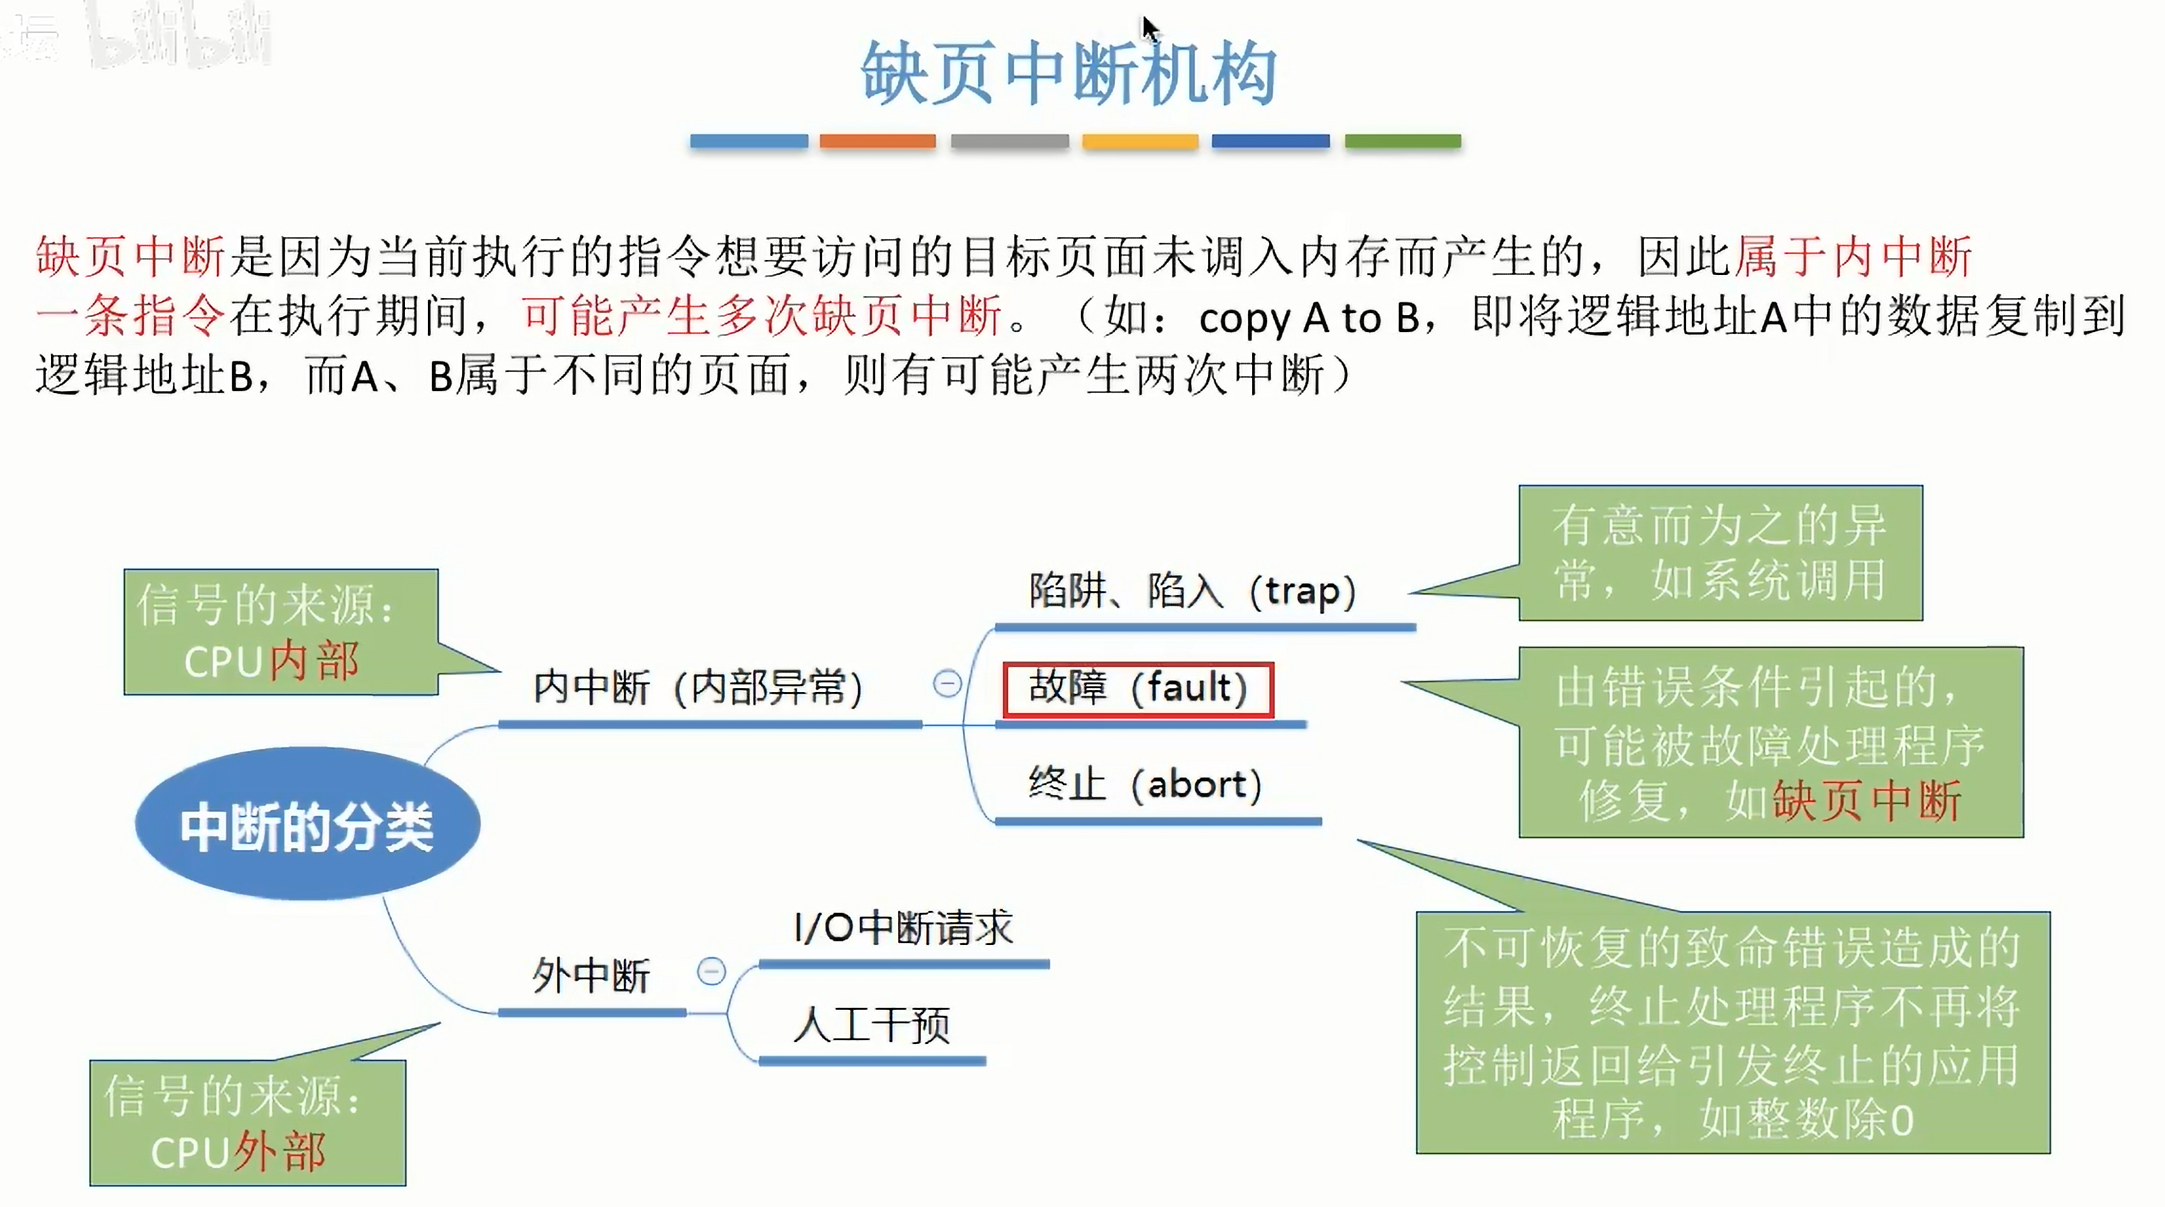 坛 bilibili
缺页中断机构
缺页中断是因为当前执行的指令想要访问的目标页面未调入内存而产生的，因此属于内中断
一条指令在执行期间，可能产生多次缺页中断。（如：copy A to B，即将逻辑地址A中的数据复制到
逻辑地址B，而A、B属于不同的页面，则有可能产生两次中断）
有意而为之的异
常，如系统调用
信号的来源：
CPU内部
陷阱、陷入（trap）
内中断（内部异常）
故障（fault）
由错误条件引起的，
可能被故障处理程序
修复，如缺页中断
终止（abort）
中断的分类
I/O中断请求
外中断
人工干预
不可恢复的致命错误造成的
结果，终止处理程序不再将
控制返回给引发终止的应用
程序，如整数除0
信号的来源：
CPU外部